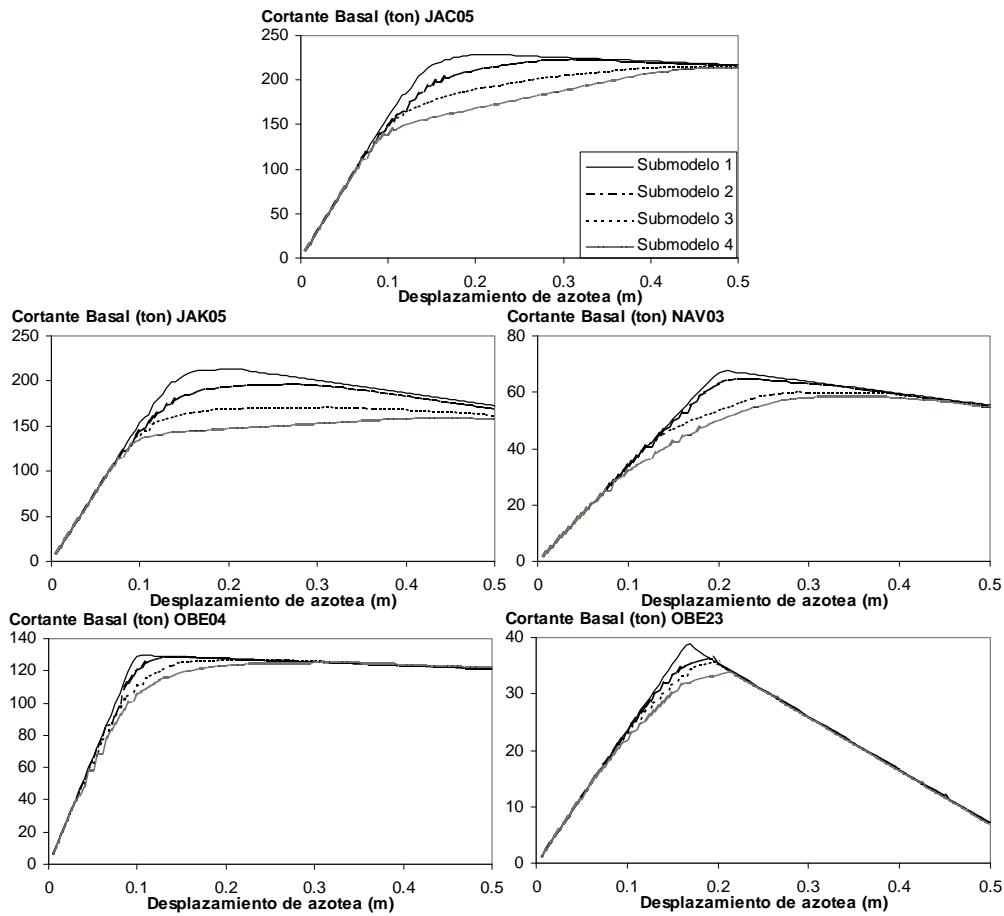 Cortante Basal (ton) JAC05
250
200
150
100
50
0
0 0.1 0.2 0.3 0.4 0.5
Desplazamiento de azotea (m)
Submodelo 1
Submodelo 2
Submodelo 3
Submodelo 4
Cortante Basal (ton) JAK05
250
200
150
100
50
0
0 0.1 0.2 0.3 0.4 0.5
Desplazamiento de azotea (m)
Cortante Basal (ton) NAV03
80
60
40
20
0
0 0.1 0.2 0.3 0.4 0.5
Desplazamiento de azotea (m)
Cortante Basal (ton) OBE04
140
120
100
80
60
40
20
0
0 0.1 0.2 0.3 0.4 0.5
Desplazamiento de azotea (m)
Cortante Basal (ton) OBE23
40
30
20
10
0
0 0.1 0.2 0.3 0.4 0.5
Desplazamiento de azotea (m)